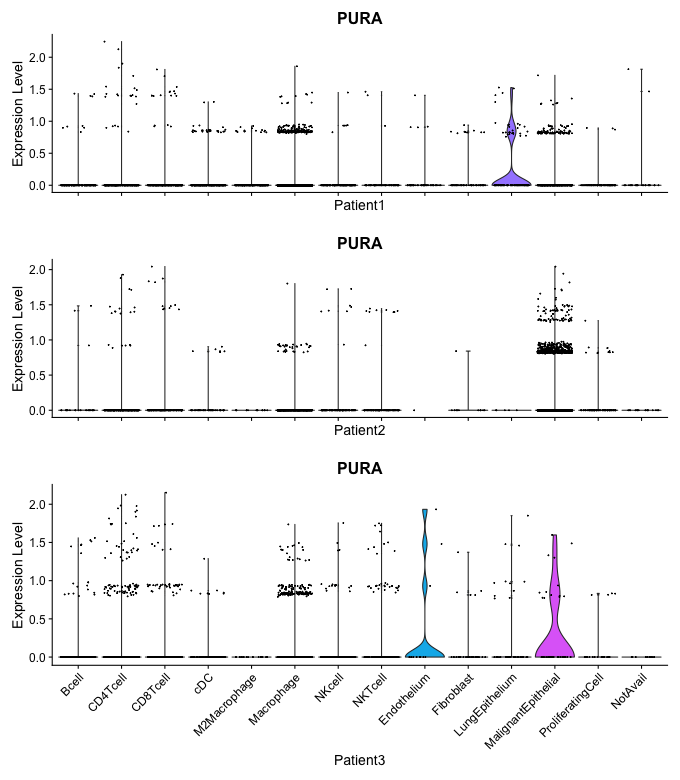 PURA
Expression Level
2.0
1.5
1.0
0.5
0.0
Patient1
PURA
Expression Level
2.0
1.5
1.0
0.5
0.0
Patient2
PURA
Expression Level
2.0
1.5
1.0
0.5
0.0
Bcell
CD4Tcell
CD8Tcell
cDC
M2Macrophage
Macrophage
NKcell
NKTcell
Endothelium
Fibroblast
LungEpithelium
MalignantEpithelial
ProliferatingCell
NotAvail
Patient3